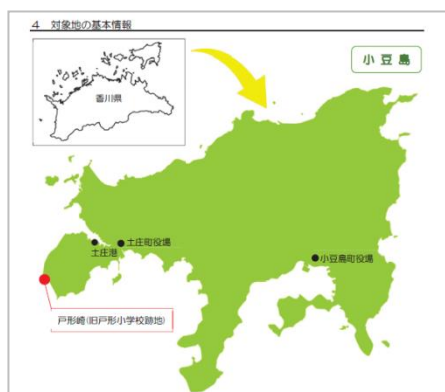 4 対象地の基本情報
小豆島
香川県
土庄町役場
土庄港
小豆島町役場
戸形崎(旧戸形小学校跡地)